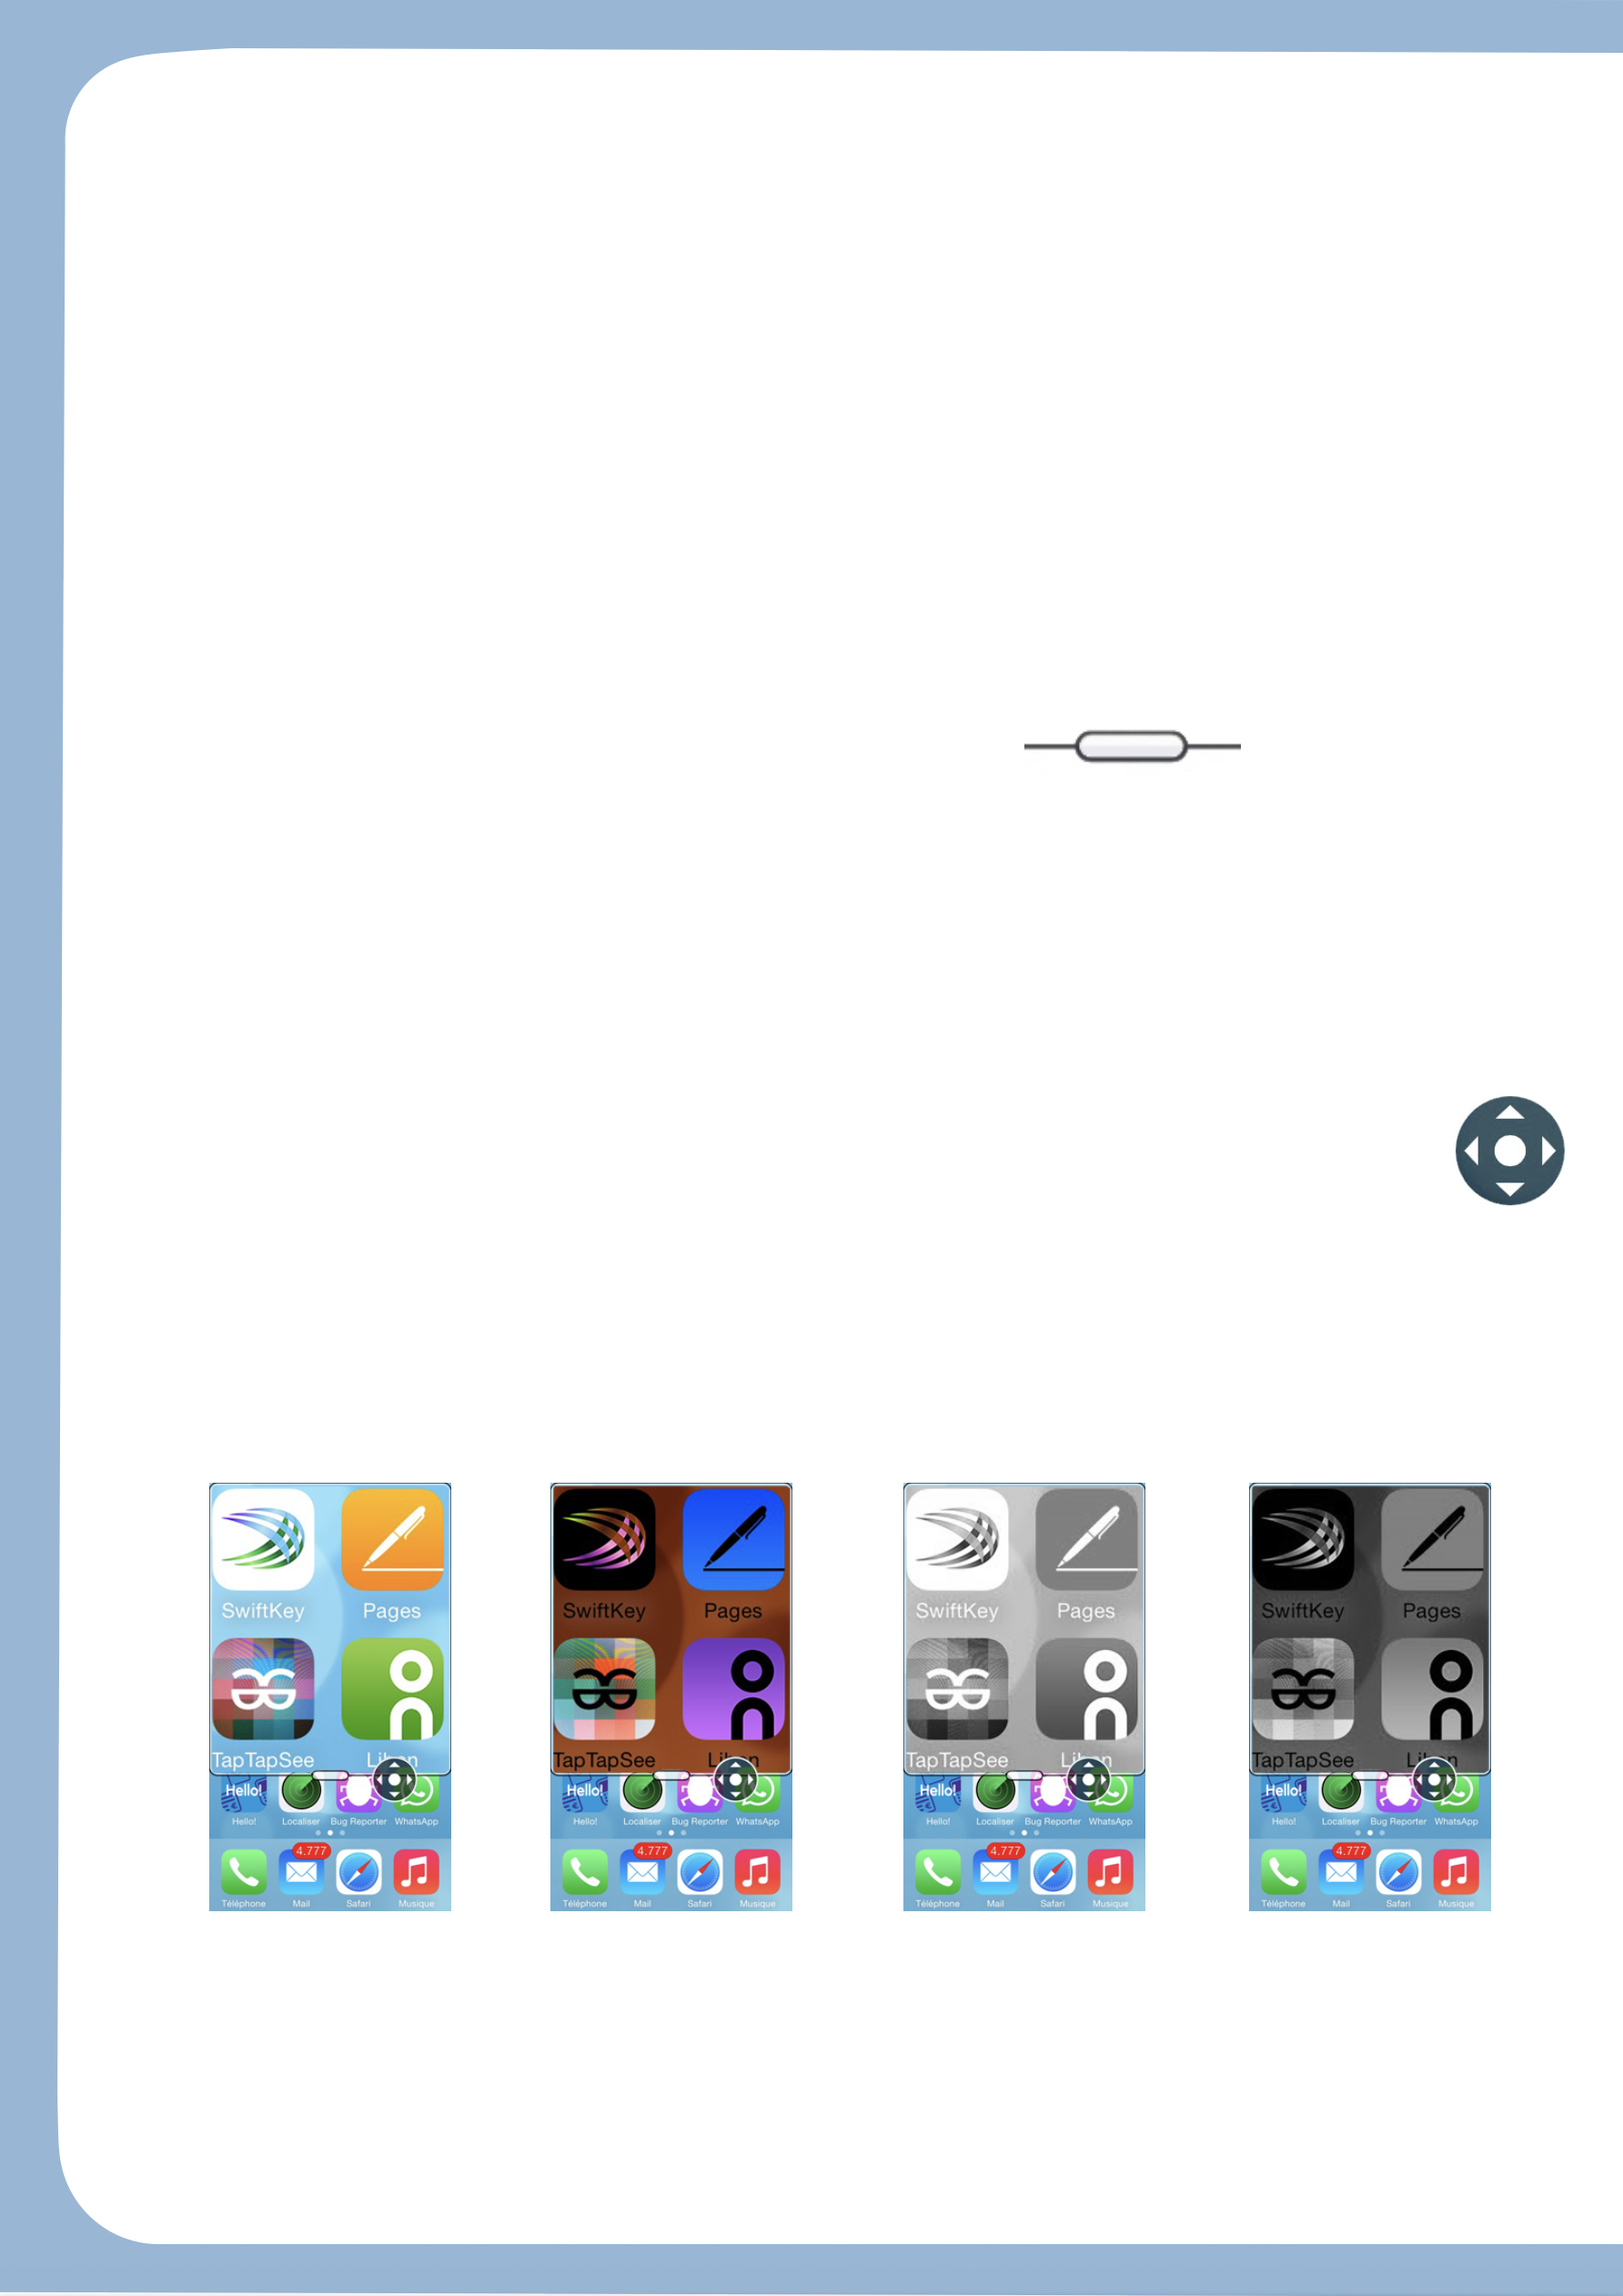 SwiftKey Pages
TapTapSee
Hello!
Hello! Localiser Bug Reporter WhatsApp
4.777
Téléphone Mail Safari Musique
SwiftKey Pages
TapTapSee
Hello!
Hello! Localiser Bug Reporter WhatsApp
4.777
Téléphone Mail Safari Musique
SwiftKey Pages
TapTapSee
Hello!
Hello! Localiser Bug Reporter WhatsApp
4.777
Téléphone Mail Safari Musique
SwiftKey Pages
TapTapSee
Hello!
Hello! Localiser Bug Reporter WhatsApp
4.777
Téléphone Mail Safari Musique